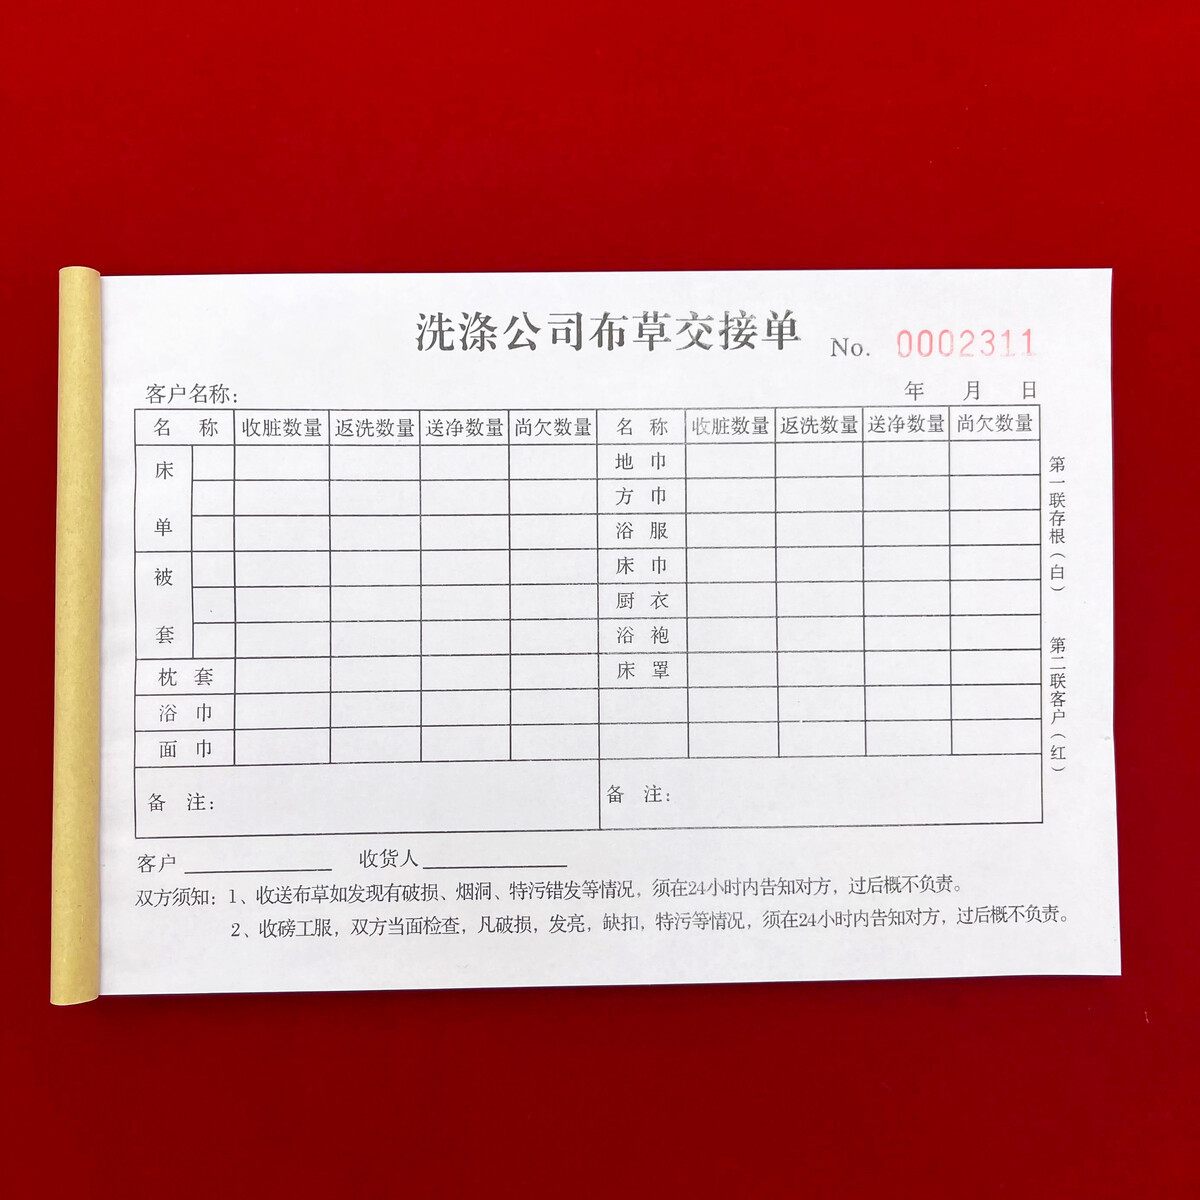 洗涤公司布草交接单 No. 0002311
客户名称: 年 月 日
名 称 收脏数量 返洗数量 送净数量 尚欠数量 名 称 收脏数量 返洗数量 送净数量 尚欠数量
床单 地 巾
方 巾
浴 服
被套 床 巾
厨 衣
浴 袍
枕 套 床 罩
浴 巾
面 巾
备 注: 备 注:
客户 收货人
双方须知: 1、收送布草如发现有破损、烟洞、特污错发等情况，须在24小时内告知对方，过后概不负责。
2、收磅工服，双方当面检查，凡破损，发亮，缺扣，特污等情况，须在24小时内告知对方，过后概不负责。
第一联存根(白)
第二联客户(红)